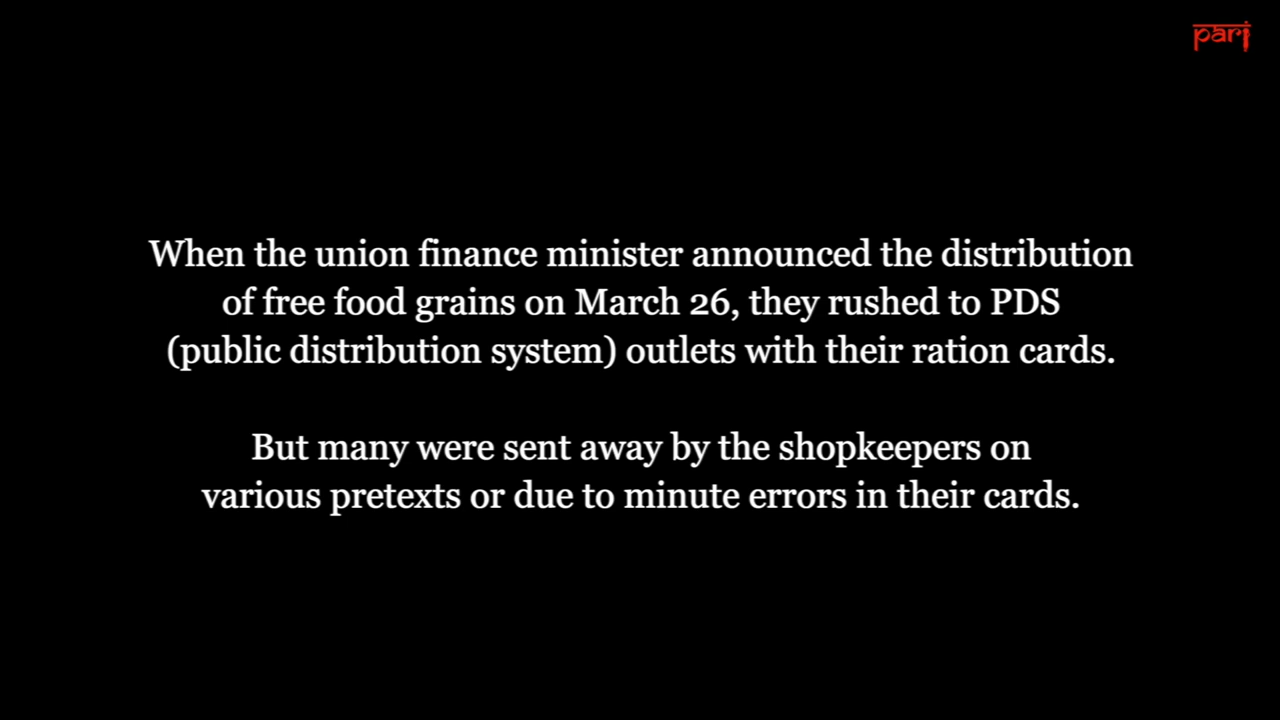 pari
When the union finance minister announced the distribution
of free food grains on March 26, they rushed to PDS
(public distribution system) outlets with their ration cards.
But many were sent away by the shopkeepers on
various pretexts or due to minute errors in their cards.